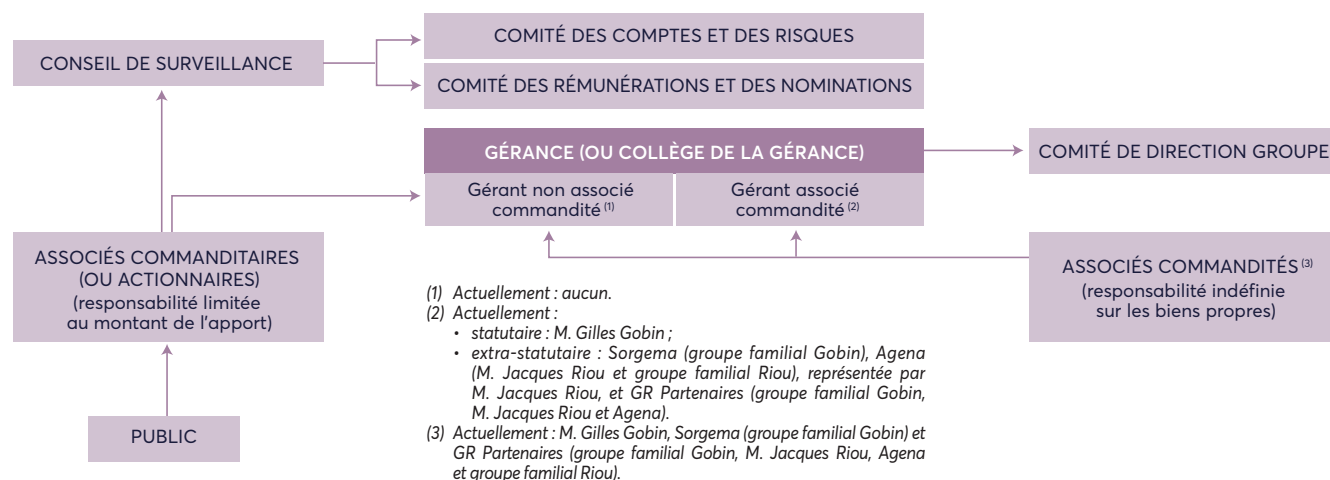 COMITÉ DES COMPTES ET DES RISQUES
CONSEIL DE SURVEILLANCE
COMITÉ DES RÉMUNÉRATIONS ET DES NOMINATIONS
GÉRANCE (OU COLLÈGE DE LA GÉRANCE)
COMITÉ DE DIRECTION GROUPE
Gérant non associé
commandité (1)
Gérant associé
commandité (2)
ASSOCIÉS COMMANDITAIRES
(OU ACTIONNAIRES)
(responsabilité limitée
au montant de l'apport)
ASSOCIÉS COMMANDITÉS (3)
(responsabilité indéfinie
sur les biens propres)
PUBLIC
(1) Actuellement : aucun.
(2) Actuellement :
• statutaire : M. Gilles Gobin ;
• extra-statutaire : Sorgema (groupe familial Gobin), Agena
(M. Jacques Riou et groupe familial Riou), représentée par
M. Jacques Riou, et GR Partenaires (groupe familial Gobin,
M. Jacques Riou et Agena).
(3) Actuellement : M. Gilles Gobin, Sorgema (groupe familial Gobin) et
GR Partenaires (groupe familial Gobin, M. Jacques Riou, Agena
et groupe familial Riou).